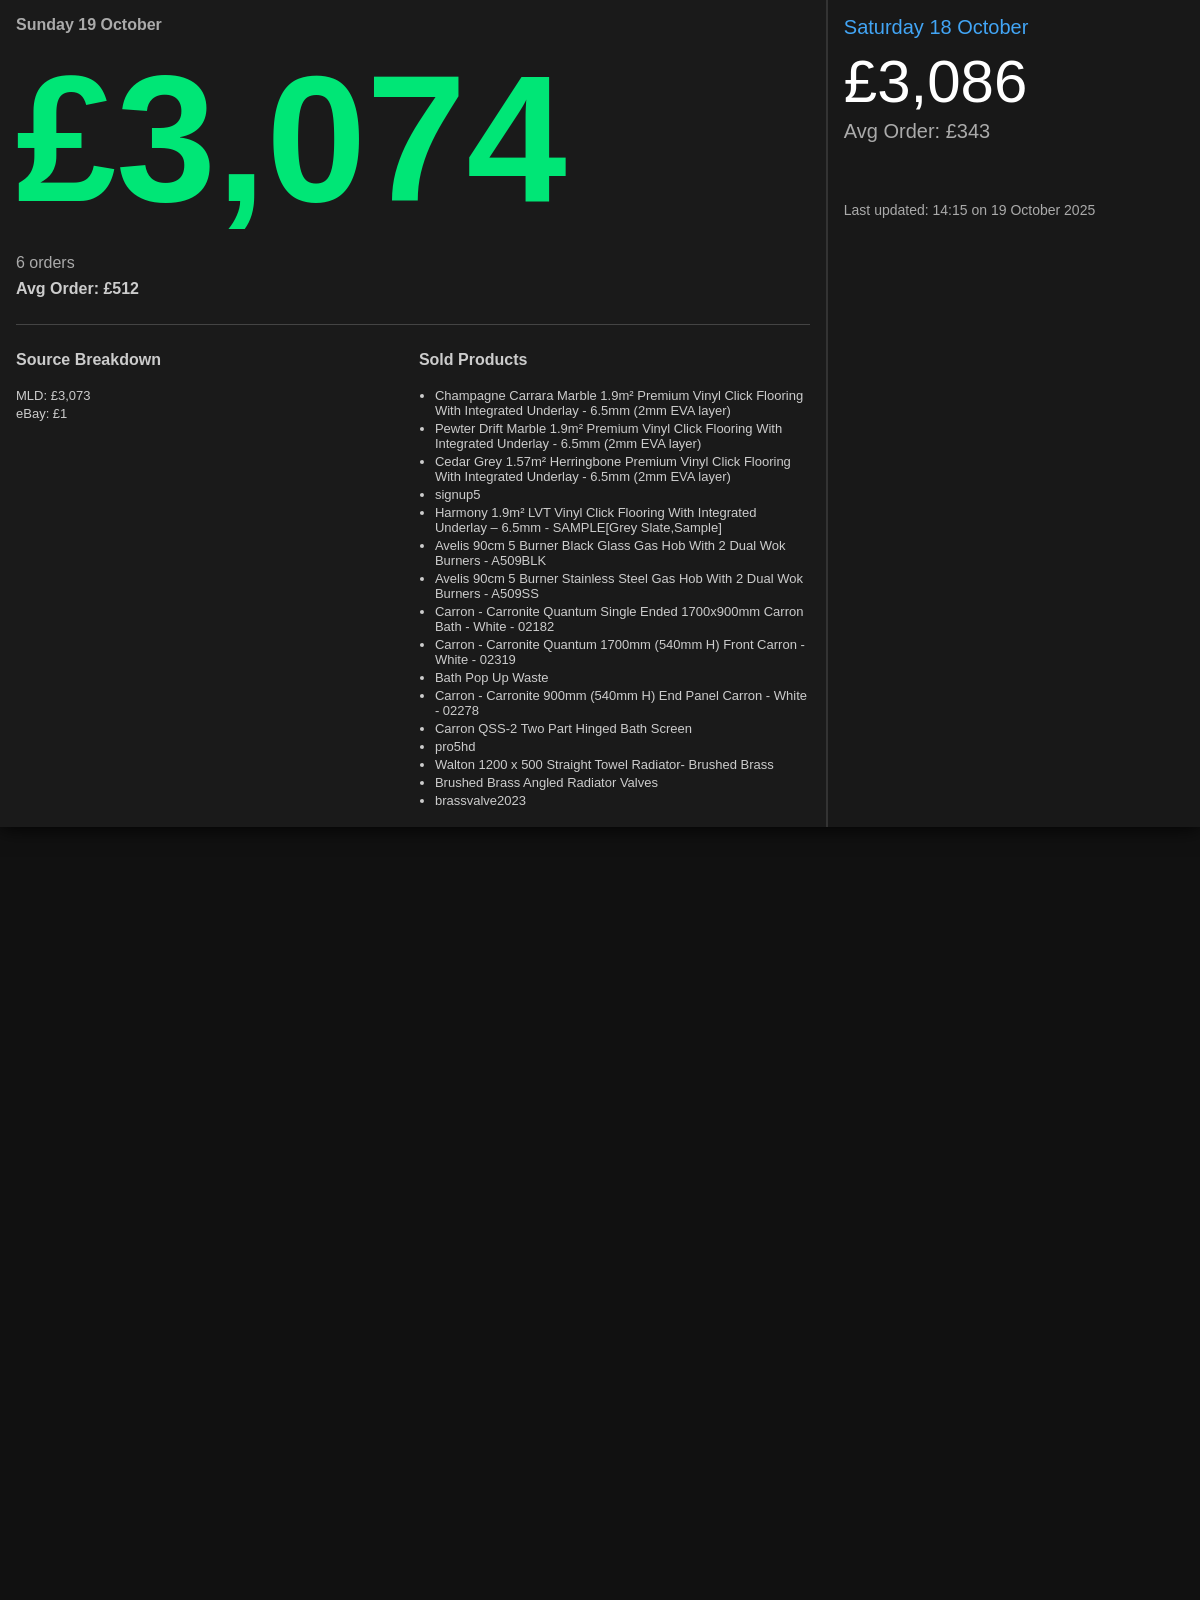 Sunday 19 October
£3,074
6 orders
Avg Order: £512
Source Breakdown
MLD: £3,073
eBay: £1
Sold Products
Champagne Carrara Marble 1.9m² Premium Vinyl Click Flooring
With Integrated Underlay - 6.5mm (2mm EVA layer)
Pewter Drift Marble 1.9m² Premium Vinyl Click Flooring With
Integrated Underlay - 6.5mm (2mm EVA layer)
Cedar Grey 1.57m² Herringbone Premium Vinyl Click Flooring
With Integrated Underlay - 6.5mm (2mm EVA layer)
signup5
Harmony 1.9m² LVT Vinyl Click Flooring With Integrated
Underlay – 6.5mm - SAMPLE[Grey Slate,Sample]
Avelis 90cm 5 Burner Black Glass Gas Hob With 2 Dual Wok
Burners - A509BLK
Avelis 90cm 5 Burner Stainless Steel Gas Hob With 2 Dual Wok
Burners - A509SS
Carron - Carronite Quantum Single Ended 1700x900mm Carron
Bath - White - 02182
Carron - Carronite Quantum 1700mm (540mm H) Front Carron -
White - 02319
Bath Pop Up Waste
Carron - Carronite 900mm (540mm H) End Panel Carron - White
- 02278
Carron QSS-2 Two Part Hinged Bath Screen
pro5hd
Walton 1200 x 500 Straight Towel Radiator- Brushed Brass
Brushed Brass Angled Radiator Valves
brassvalve2023
Saturday 18 October
£3,086
Avg Order: £343
Last updated: 14:15 on 19 October 2025